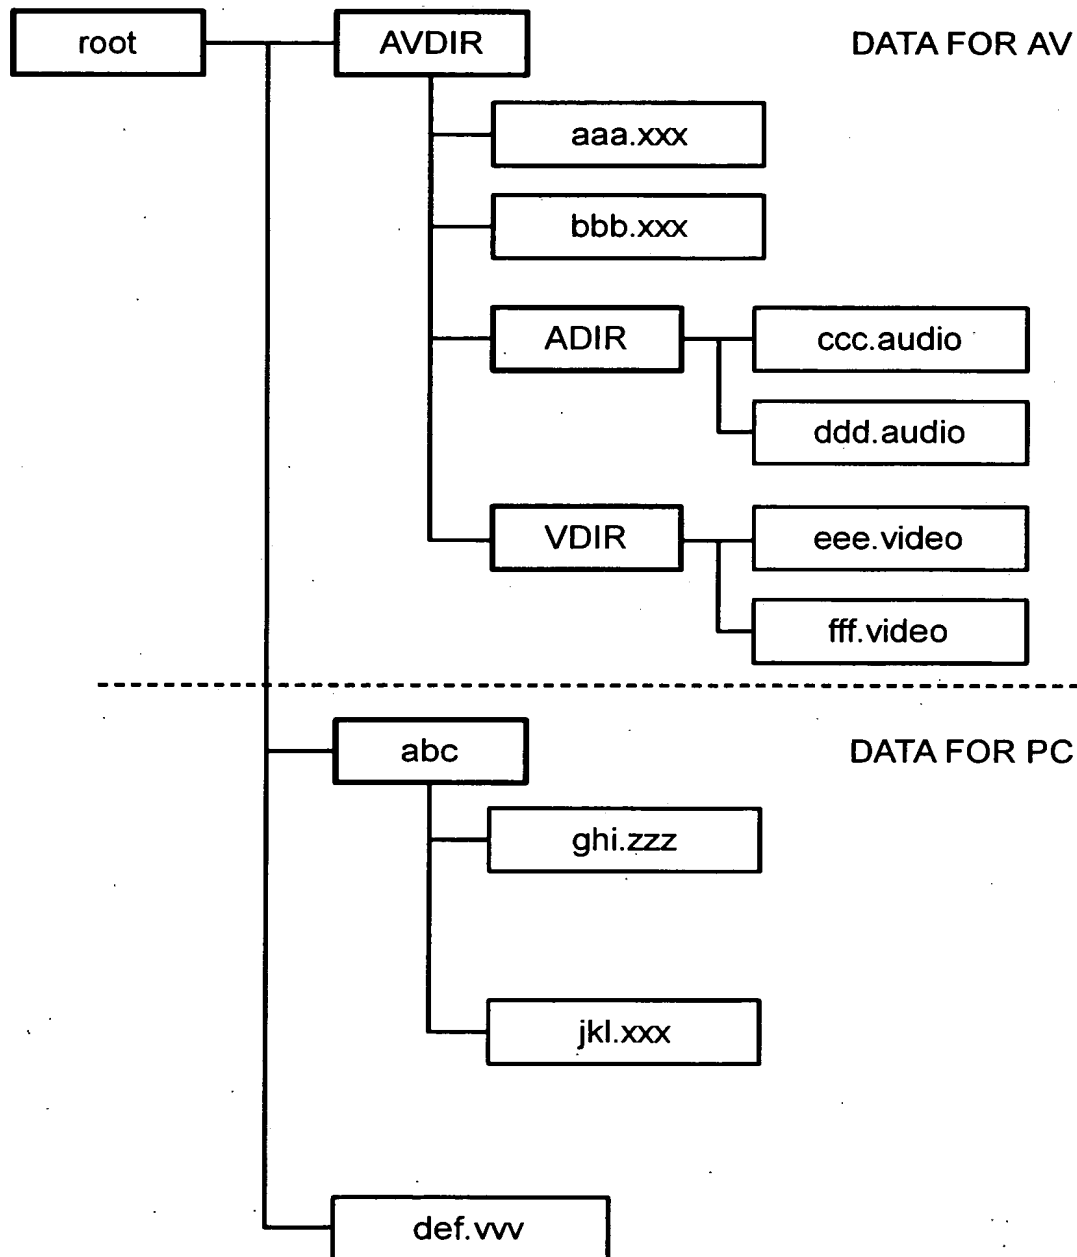 root
AVDIR
DATA FOR AV
aaa.xxx
bbb.xxx
ADIR
ccc.audio
ddd.audio
VDIR
eee.video
fff.video
abc
DATA FOR PC
ghi.zzz
jkl.xxx
def.vvv